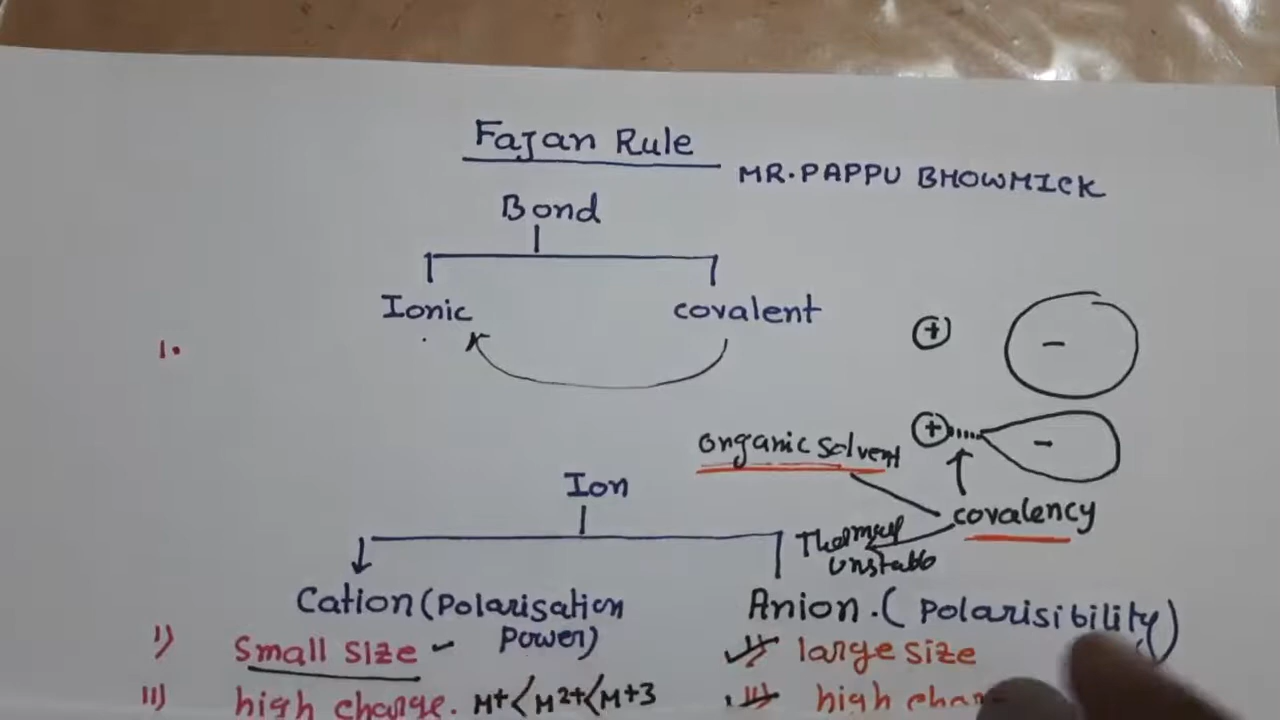 Fajan Rule
MR.PAPPU BHOWMICK
Bond
Ionic covalent
1.
+ -
+ -
organic solvent
covalency
Ion
Thermal
unstable
Cation (Polarisation
Power)
Anion. (Polarisibility)
i) Small size
ii) large size
ii) high charge. M+<M2+<M+3
high